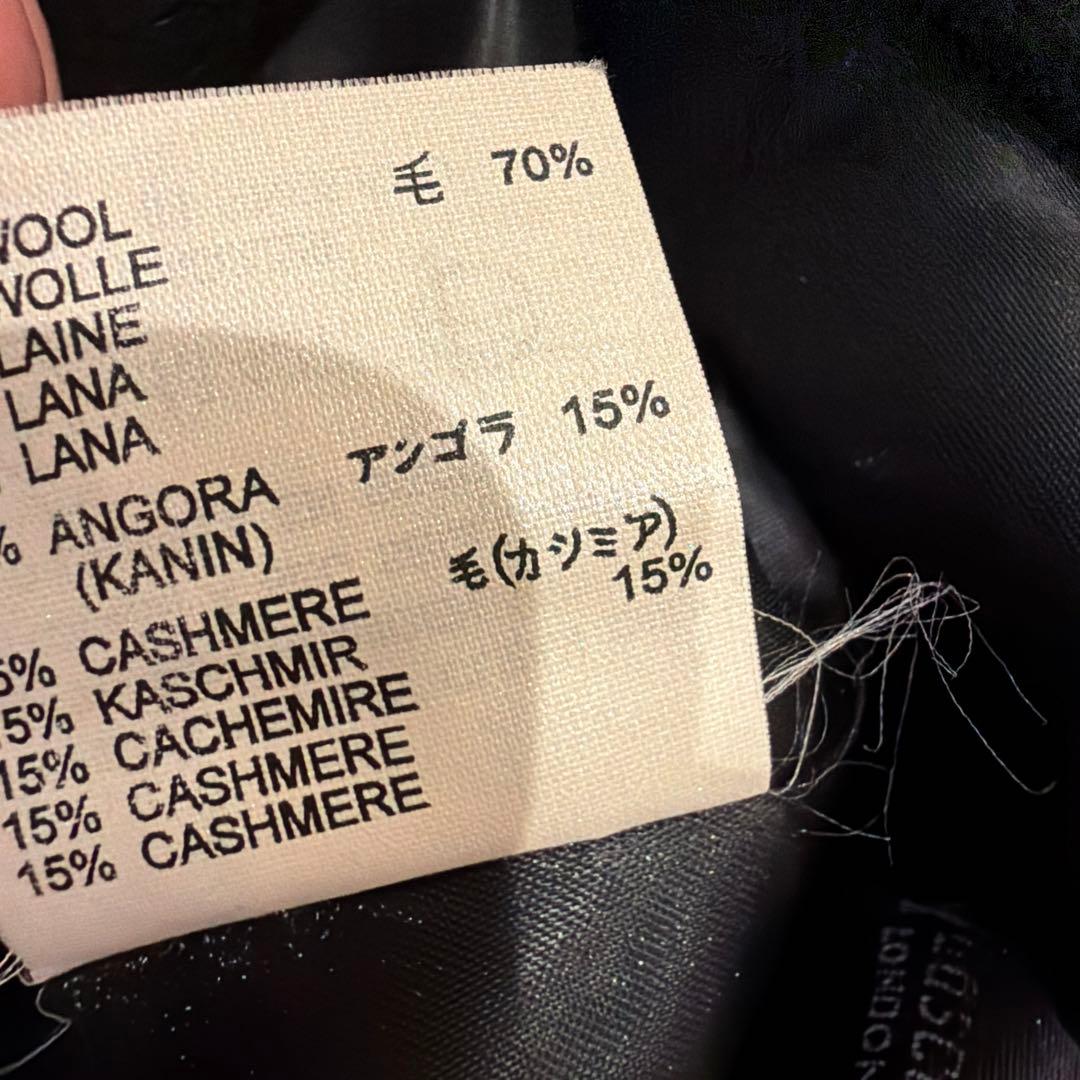 毛 70%
WOOL
WOLLE
LAINE
LANA
LANA
アンゴラ 15%
% ANGORA
(KANIN)
毛(カシミア)
15%
5% CASHMERE
15% KASCHMIR
15% CACHEMIRE
15% CASHMERE
15% CASHMERE
LONDON